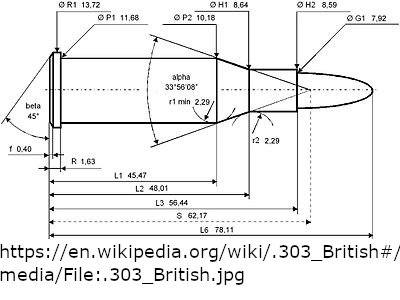 Ø R1 13,72
Ø P1 11,68
Ø P2 10,18
Ø H1 8,64
Ø H2 8,59
Ø G1 7,92
alpha
33°56'08"
r1 min 2,29
beta
45°
r2 2,29
f 0,40
R 1,63
L1 45,47
L2 48,01
L3 56,44
S 62,17
L6 78,11
https://en.wikipedia.org/wiki/.303_British#/
media/File:.303_British.jpg